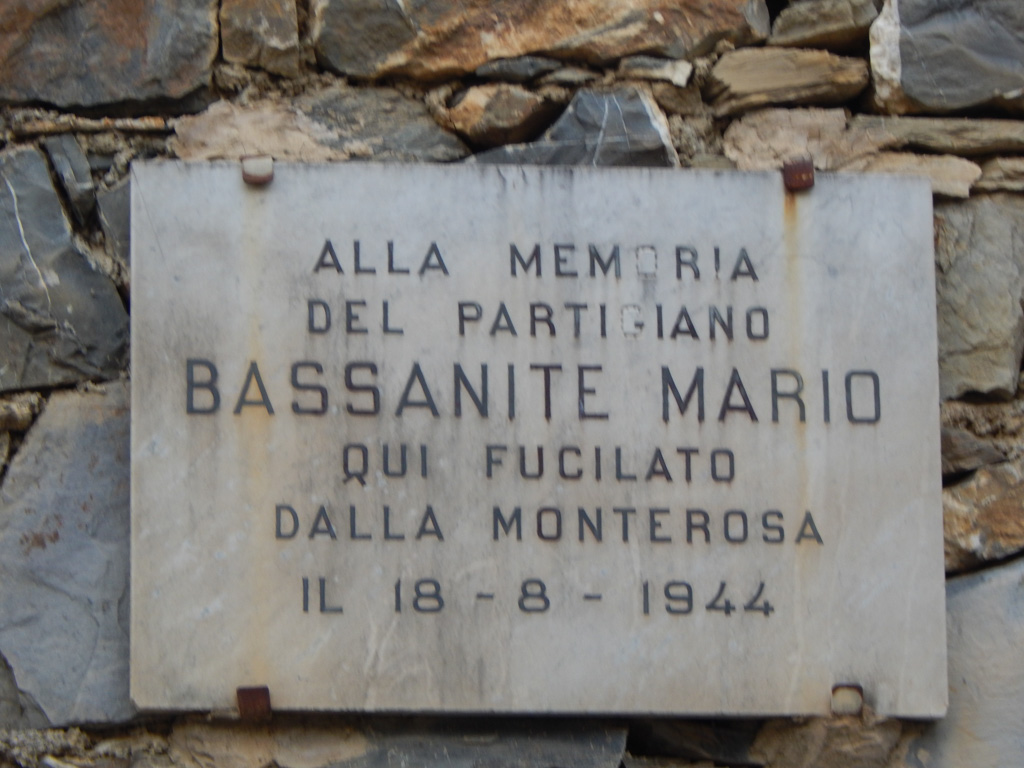 ALLA MEMORIA
DEL PARTIGIANO
BASSANITE MARIO
QUI FUCILATO
DALLA MONTEROSA
IL 18 - 8 - 1944